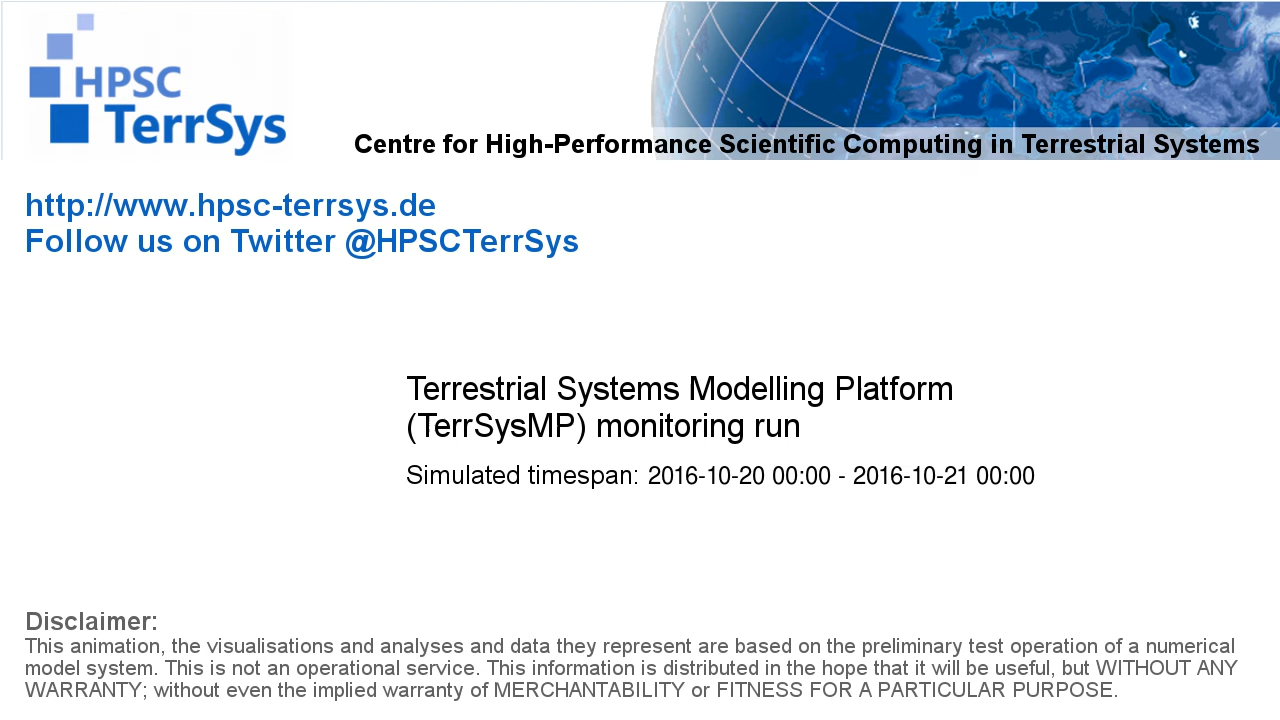 HPSC
TerrSys
Centre for High-Performance Scientific Computing in Terrestrial Systems
http://www.hpsc-terrsys.de
Follow us on Twitter @HPSCTerrSys
Terrestrial Systems Modelling Platform
(TerrSysMP) monitoring run
Simulated timespan: 2016-10-20 00:00 - 2016-10-21 00:00
Disclaimer:
This animation, the visualisations and analyses and data they represent are based on the preliminary test operation of a numerical
model system. This is not an operational service. This information is distributed in the hope that it will be useful, but WITHOUT ANY
WARRANTY; without even the implied warranty of MERCHANTABILITY or FITNESS FOR A PARTICULAR PURPOSE.